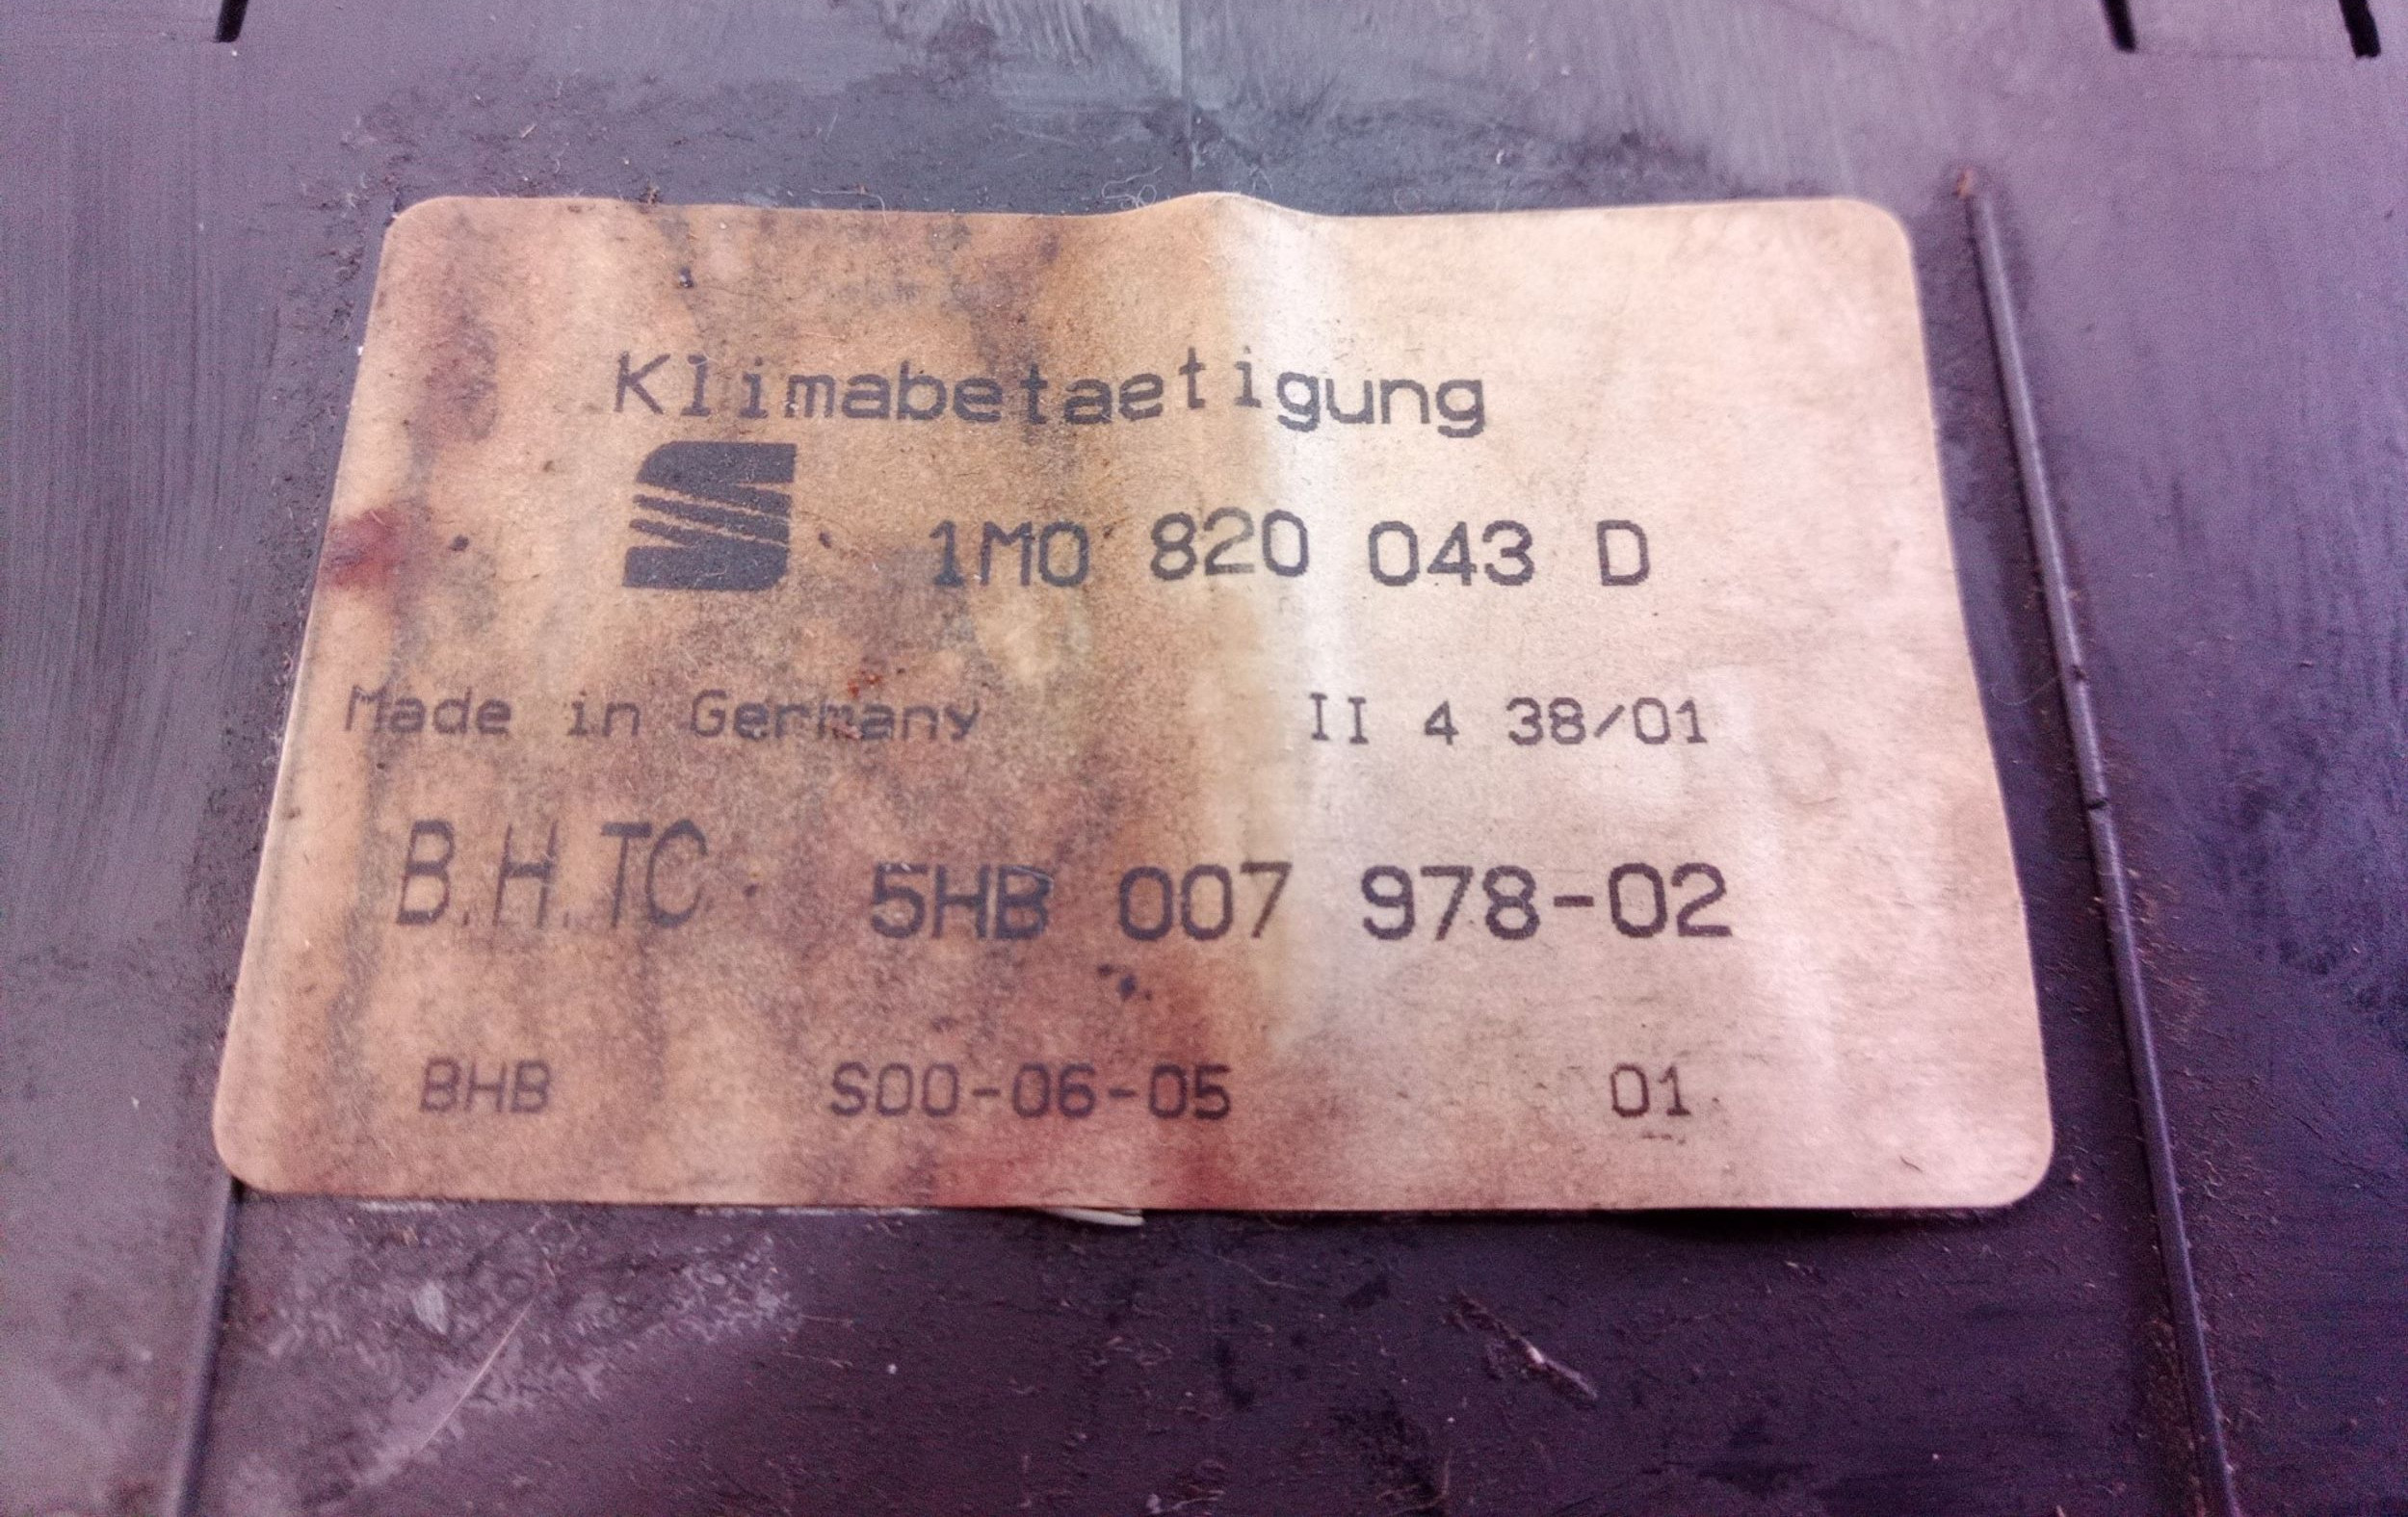 Klimabetaetigung
1M0 820 043 D
Made in Germany II 4 38/01
B.H.TC. 5HB 007 978-02
BHB S00-06-05 01